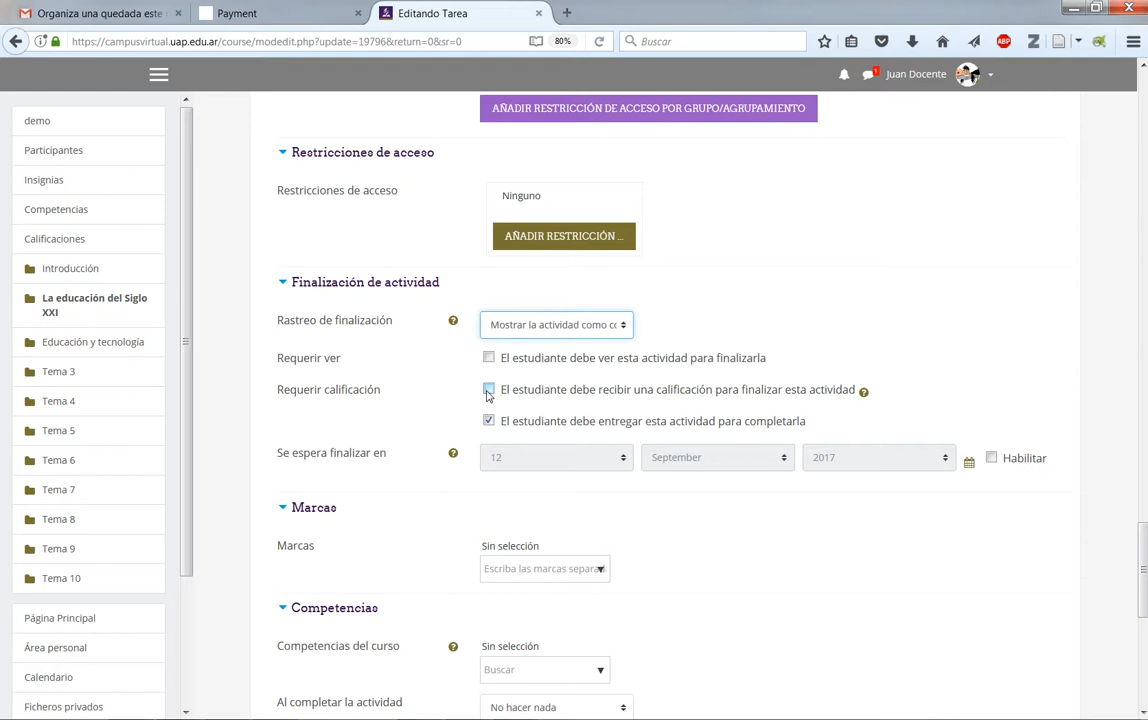 Organiza una quedada este
Payment
Editando Tarea
https://campusvirtual.uap.edu.ar/course/modedit.php?update=19796&return=0&sr=0
80%
Buscar
ABP
1
Juan Docente
demo
Participantes
Insignias
Competencias
Calificaciones
Introducción
La educación del Siglo
XXI
Educación y tecnología
Tema 3
Tema 4
Tema 5
Tema 6
Tema 7
Tema 8
Tema 9
Tema 10
Página Principal
Área personal
Calendario
Ficheros privados
AÑADIR RESTRICCIÓN DE ACCESO POR GRUPO/AGRUPAMIENTO
Restricciones de acceso
Restricciones de acceso
Ninguno
AÑADIR RESTRICCIÓN ...
Finalización de actividad
Rastreo de finalización
Mostrar la actividad como co
Requerir ver
El estudiante debe ver esta actividad para finalizarla
Requerir calificación
El estudiante debe recibir una calificación para finalizar esta actividad
El estudiante debe entregar esta actividad para completarla
Se espera finalizar en
12
September
2017
Habilitar
Marcas
Marcas
Sin selección
Escriba las marcas separa
Competencias
Competencias del curso
Sin selección
Buscar
Al completar la actividad
No hacer nada